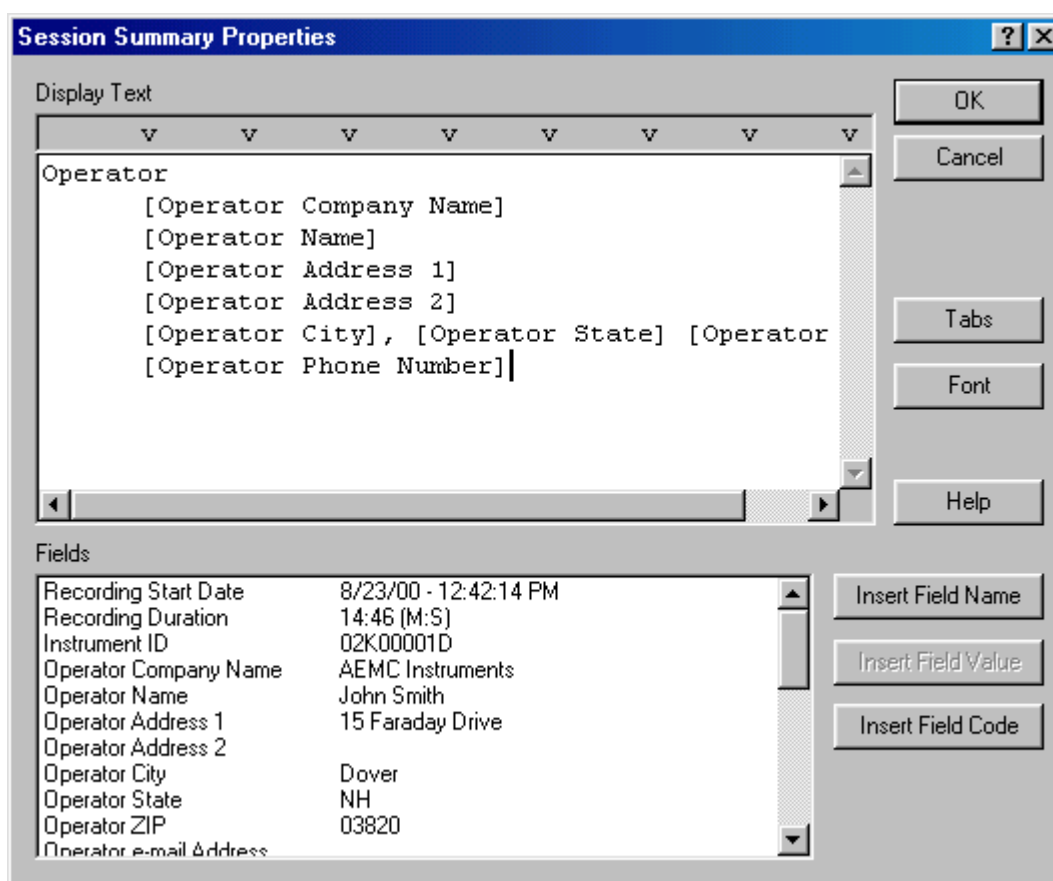 Session Summary Properties
Display Text
OK
Cancel
v v v v v v v v
Operator
[Operator Company Name]
[Operator Name]
[Operator Address 1]
[Operator Address 2]
[Operator City], [Operator State] [Operator
[Operator Phone Number]
Tabs
Font
Help
Fields
Recording Start Date 8/23/00 - 12:42:14 PM
Recording Duration 14:46 (M:S)
Instrument ID 02K00001D
Operator Company Name AEMC Instruments
Operator Name John Smith
Operator Address 1 15 Faraday Drive
Operator Address 2
Operator City Dover
Operator State NH
Operator ZIP 03820
Operator e-mail Address
Insert Field Name
Insert Field Value
Insert Field Code